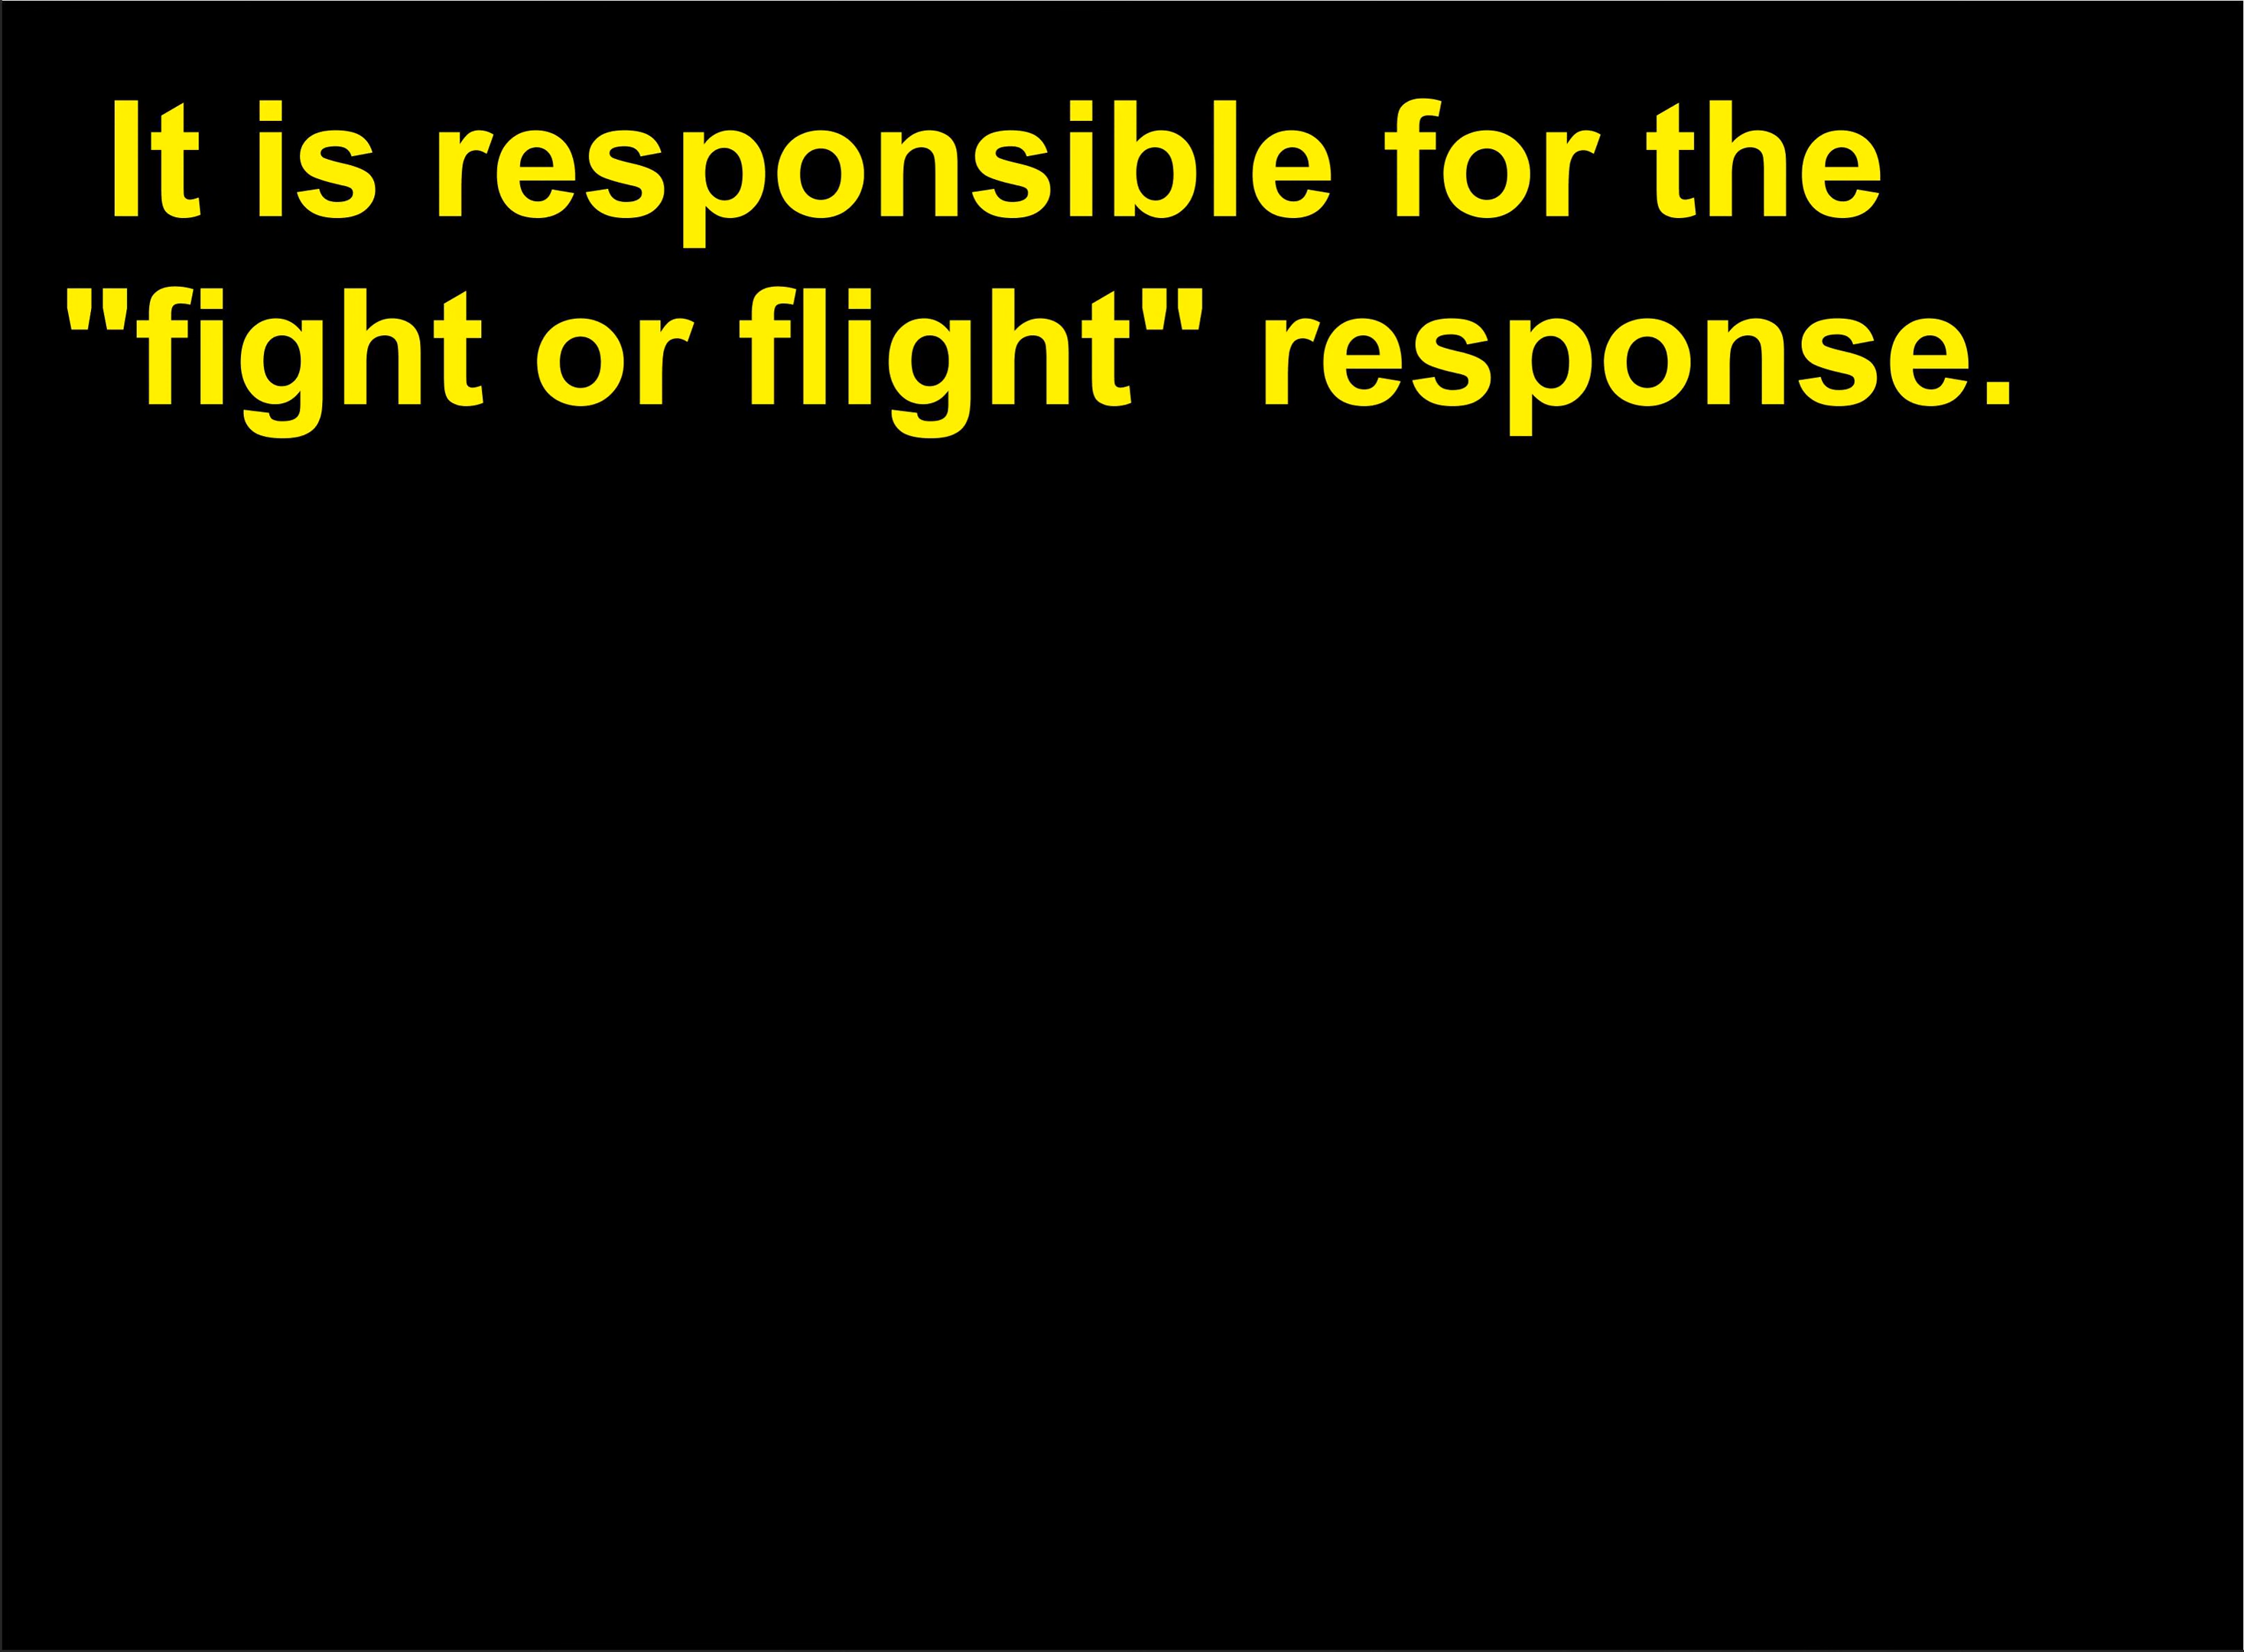 It is responsible for the
"fight or flight" response.